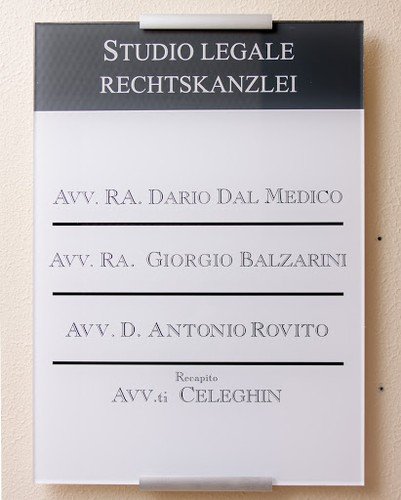 STUDIO LEGALE
RECHTSKANZLEI
AVV. RA. DARIO DAL MEDICO
AVV. RA. GIORGIO BALZARINI
AVV. D. ANTONIO ROVITO
Recapito
AVV.ti CELEGHIN